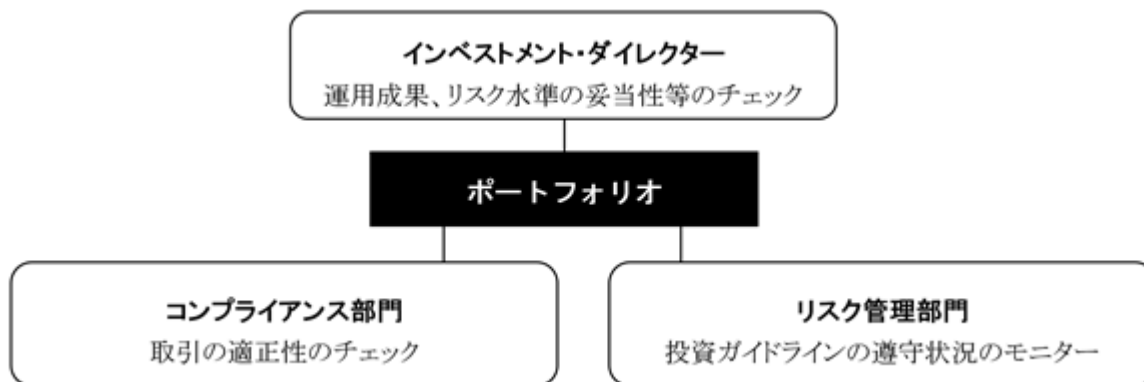 インベストメント・ダイレクター
運用成果、リスク水準の妥当性等のチェック
ポートフォリオ
コンプライアンス部門
取引の適正性のチェック
リスク管理部門
投資ガイドラインの遵守状況のモニター